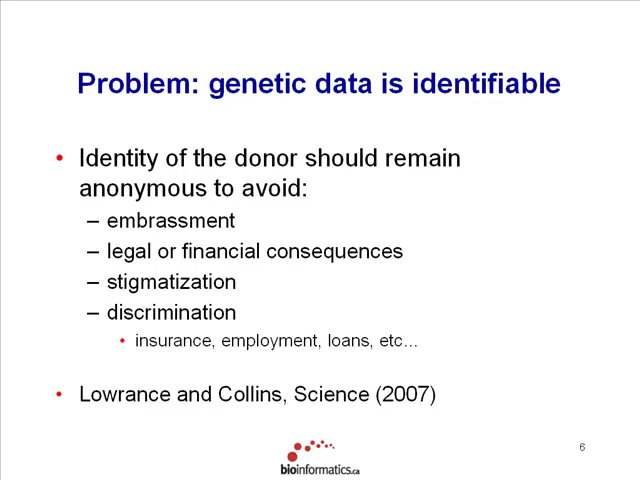 Problem: genetic data is identifiable
• Identity of the donor should remain
anonymous to avoid:
– embrassment
– legal or financial consequences
– stigmatization
– discrimination
• insurance, employment, loans, etc...
• Lowrance and Collins, Science (2007)
6
bioinformatics.ca